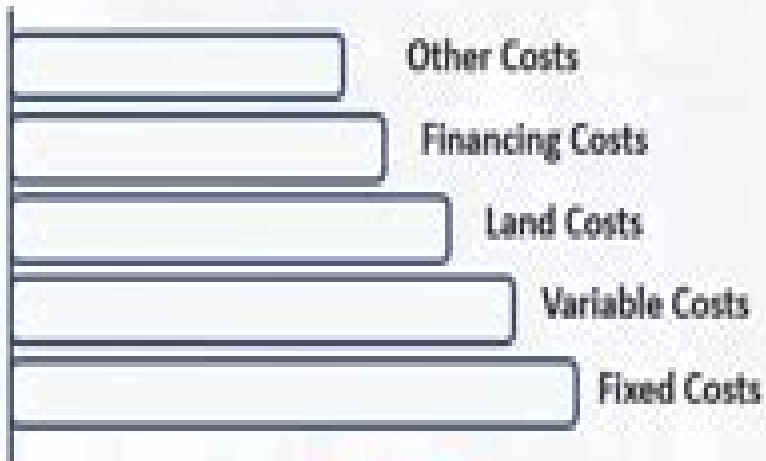 Other Costs
Financing Costs
Land Costs
Variable Costs
Fixed Costs